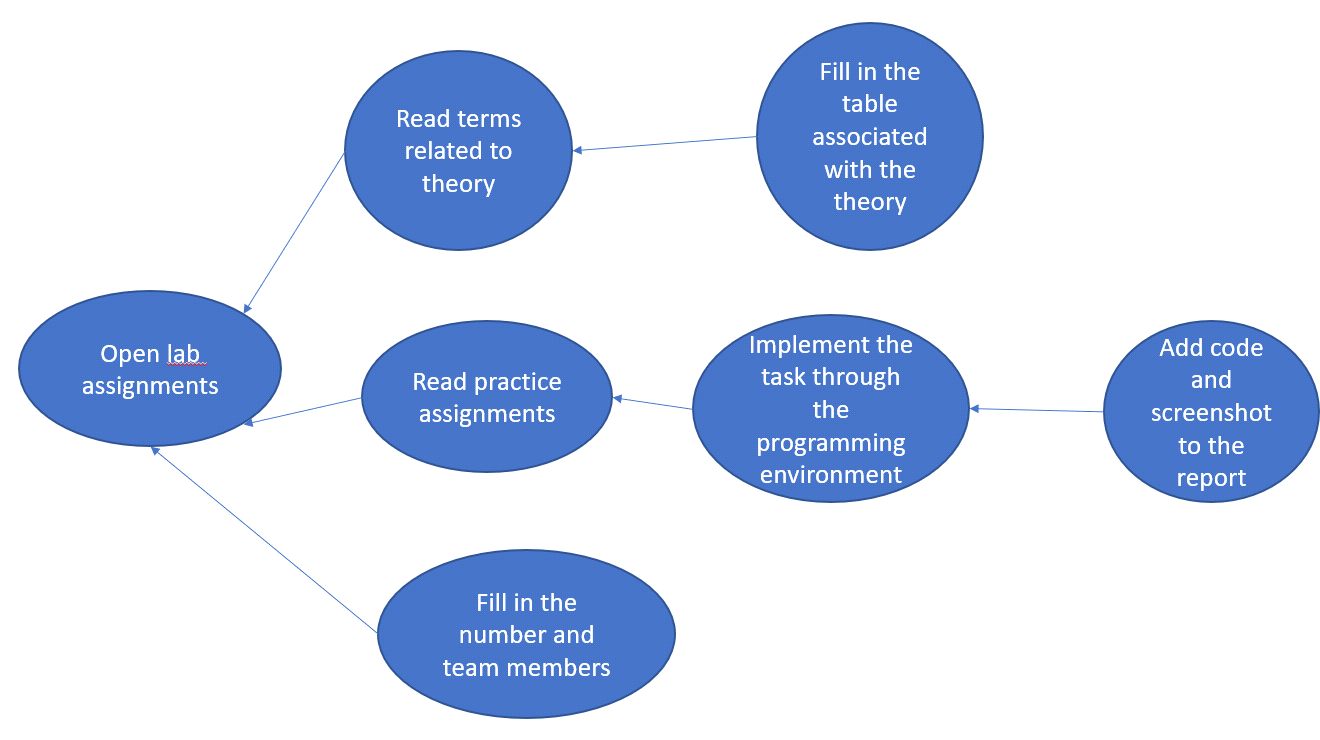 Read terms
related to
theory
Fill in the
table
associated
with the
theory
Open lab
assignments
Read practice
assignments
Implement the
task through
the
programming
environment
Add code
and
screenshot
to the
report
Fill in the
number and
team members